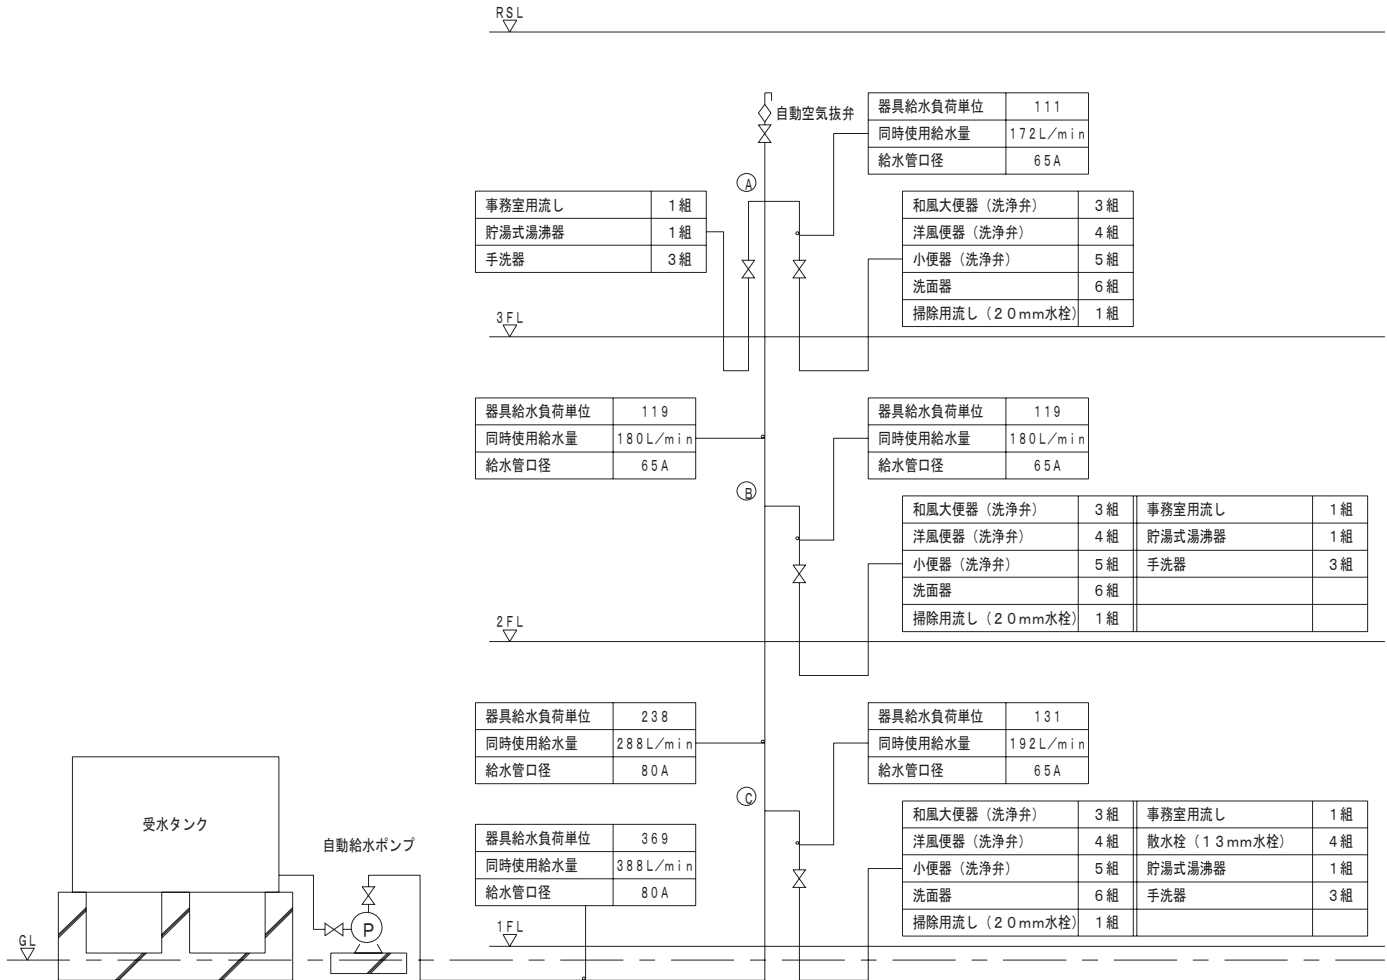 RSL
自動空気抜弁
器具給水負荷単位 111
同時使用給水量 172L/min
給水管口径 65A
A
事務室用流し 1組
貯湯式湯沸器 1組
手洗器 3組
和風大便器（洗浄弁） 3組
洋風便器（洗浄弁） 4組
小便器（洗浄弁） 5組
洗面器 6組
掃除用流し（２０mm水栓） 1組
3FL
器具給水負荷単位 119
同時使用給水量 180L/min
給水管口径 65A
器具給水負荷単位 119
同時使用給水量 180L/min
給水管口径 65A
B
和風大便器（洗浄弁） 3組 事務室用流し 1組
洋風便器（洗浄弁） 4組 貯湯式湯沸器 1組
小便器（洗浄弁） 5組 手洗器 3組
洗面器 6組
掃除用流し（２０mm水栓） 1組
2FL
器具給水負荷単位 238
同時使用給水量 288L/min
給水管口径 80A
器具給水負荷単位 131
同時使用給水量 192L/min
給水管口径 65A
C
和風大便器（洗浄弁） 3組 事務室用流し 1組
洋風便器（洗浄弁） 4組 散水栓（１３mm水栓） 4組
小便器（洗浄弁） 5組 貯湯式湯沸器 1組
洗面器 6組 手洗器 3組
掃除用流し（２０mm水栓） 1組
受水タンク
自動給水ポンプ
器具給水負荷単位 369
同時使用給水量 388L/min
給水管口径 80A
P
1FL
GL